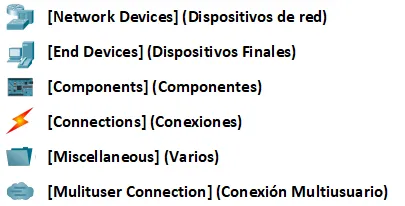 [Network Devices] (Dispositivos de red)
[End Devices] (Dispositivos Finales)
[Components] (Componentes)
[Connections] (Conexiones)
[Miscellaneous] (Varios)
[Mulituser Connection] (Conexión Multiusuario)